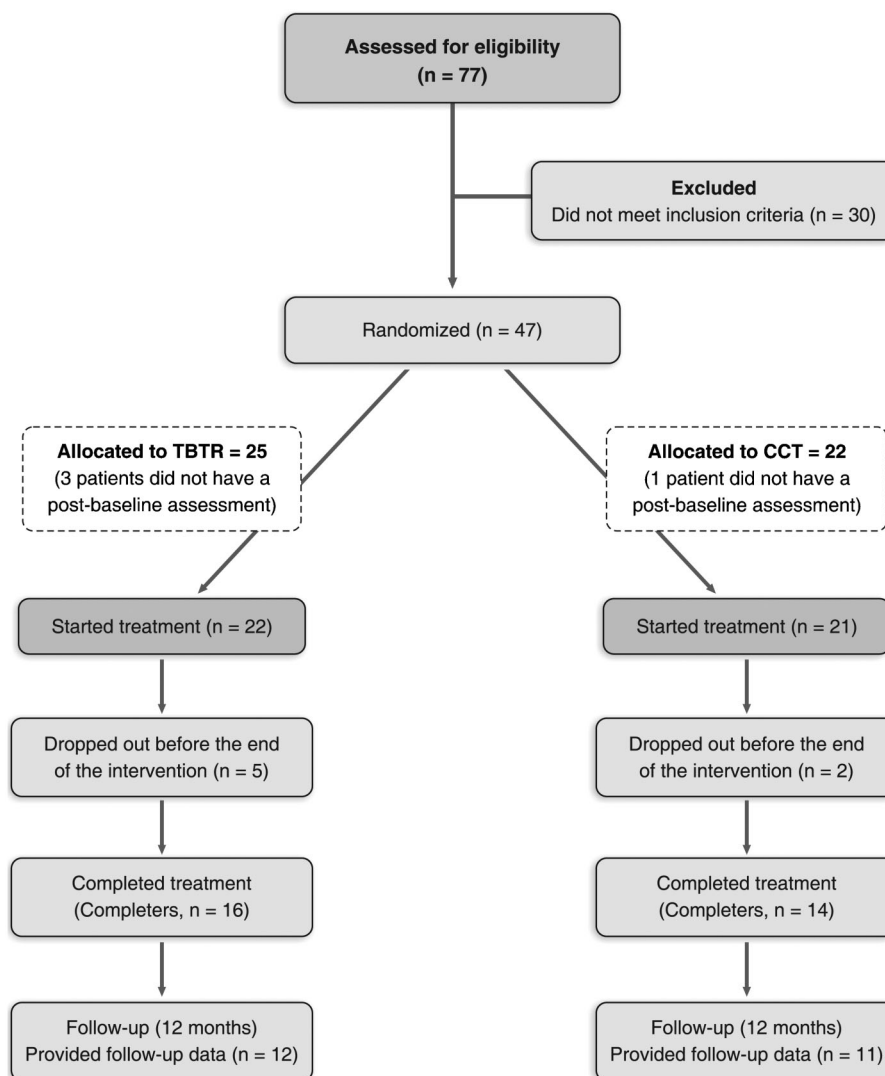 Assessed for eligibility
(n = 77)
Excluded
Did not meet inclusion criteria (n = 30)
Randomized (n = 47)
Allocated to TBTR = 25
(3 patients did not have a
post-baseline assessment)
Allocated to CCT = 22
(1 patient did not have a
post-baseline assessment)
Started treatment (n = 22)
Started treatment (n = 21)
Dropped out before the end
of the intervention (n = 5)
Dropped out before the end
of the intervention (n = 2)
Completed treatment
(Completers, n = 16)
Completed treatment
(Completers, n = 14)
Follow-up (12 months)
Provided follow-up data (n = 12)
Follow-up (12 months)
Provided follow-up data (n = 11)